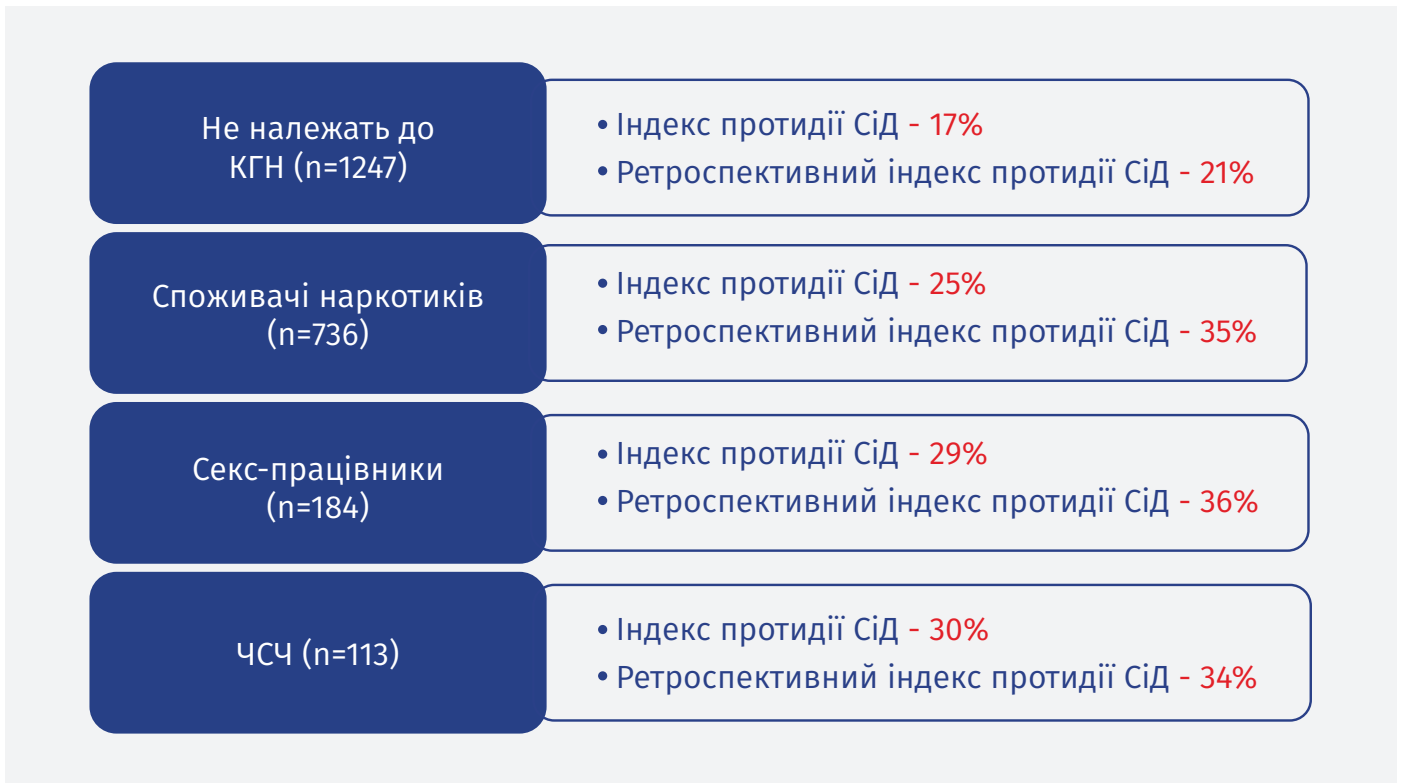 Не належать до
КГН (n=1247)
• Індекс протидії СіД - 17%
• Ретроспективний індекс протидії СіД - 21%
Споживачі наркотиків
(n=736)
• Індекс протидії СіД - 25%
• Ретроспективний індекс протидії СіД - 35%
Секс-працівники
(n=184)
• Індекс протидії СіД - 29%
• Ретроспективний індекс протидії СіД - 36%
ЧСЧ (n=113)
• Індекс протидії СіД - 30%
• Ретроспективний індекс протидії СіД - 34%